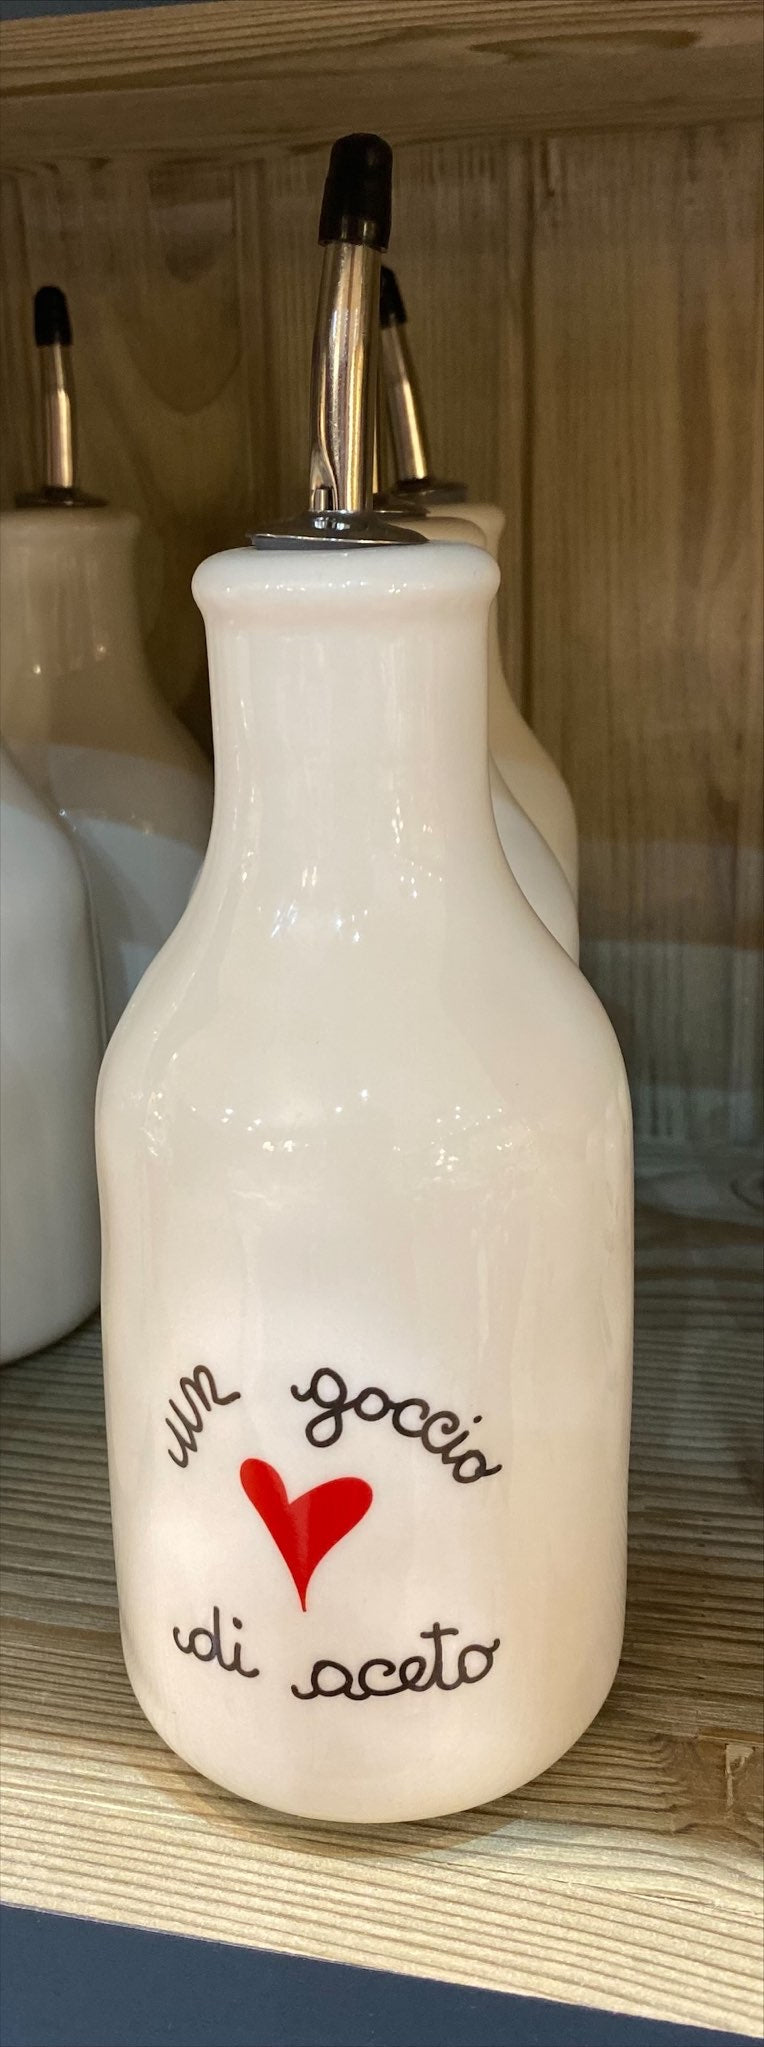 un goccio
di aceto